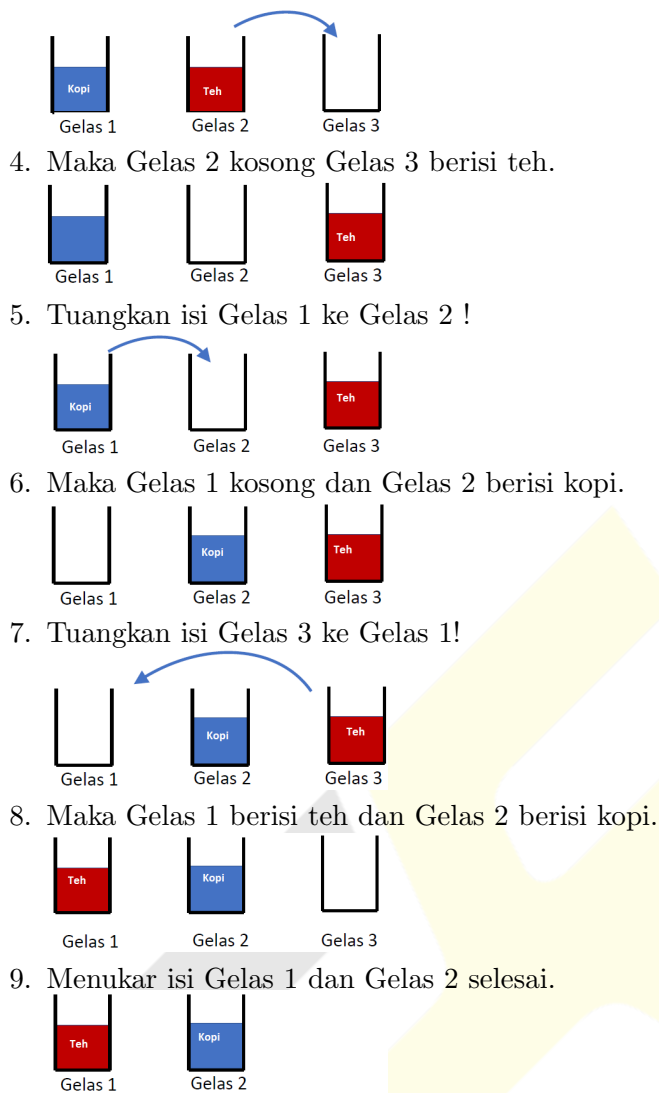 Kopi Teh
Gelas 1 Gelas 2 Gelas 3
4. Maka Gelas 2 kosong Gelas 3 berisi teh.
Teh
Gelas 1 Gelas 2 Gelas 3
5. Tuangkan isi Gelas 1 ke Gelas 2 !
Kopi Teh
Gelas 1 Gelas 2 Gelas 3
6. Maka Gelas 1 kosong dan Gelas 2 berisi kopi.
Kopi Teh
Gelas 1 Gelas 2 Gelas 3
7. Tuangkan isi Gelas 3 ke Gelas 1!
Kopi Teh
Gelas 1 Gelas 2 Gelas 3
8. Maka Gelas 1 berisi teh dan Gelas 2 berisi kopi.
Teh Kopi
Gelas 1 Gelas 2 Gelas 3
9. Menukar isi Gelas 1 dan Gelas 2 selesai.
Teh Kopi
Gelas 1 Gelas 2